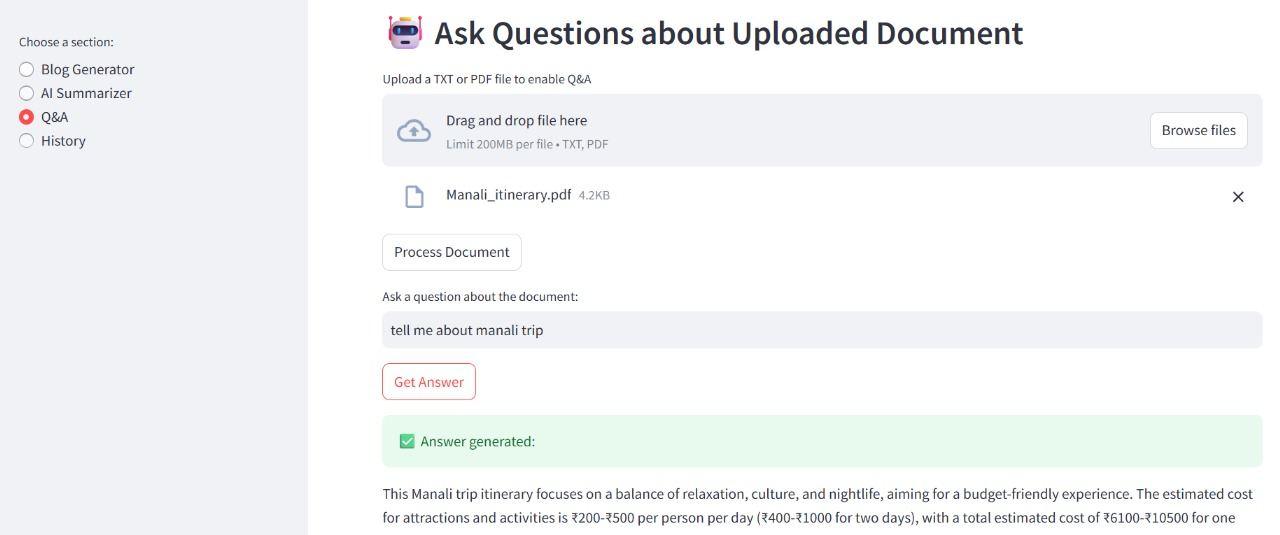 Choose a section:
Blog Generator
AI Summarizer
Q&A
History
Ask Questions about Uploaded Document
Upload a TXT or PDF file to enable Q&A
Drag and drop file here
Limit 200MB per file • TXT, PDF
Browse files
Manali_itinerary.pdf 4.2KB
Process Document
Ask a question about the document:
tell me about manali trip
Get Answer
Answer generated:
This Manali trip itinerary focuses on a balance of relaxation, culture, and nightlife, aiming for a budget-friendly experience. The estimated cost
for attractions and activities is ₹200-₹500 per person per day (₹400-₹1000 for two days), with a total estimated cost of ₹6100-₹10500 for one